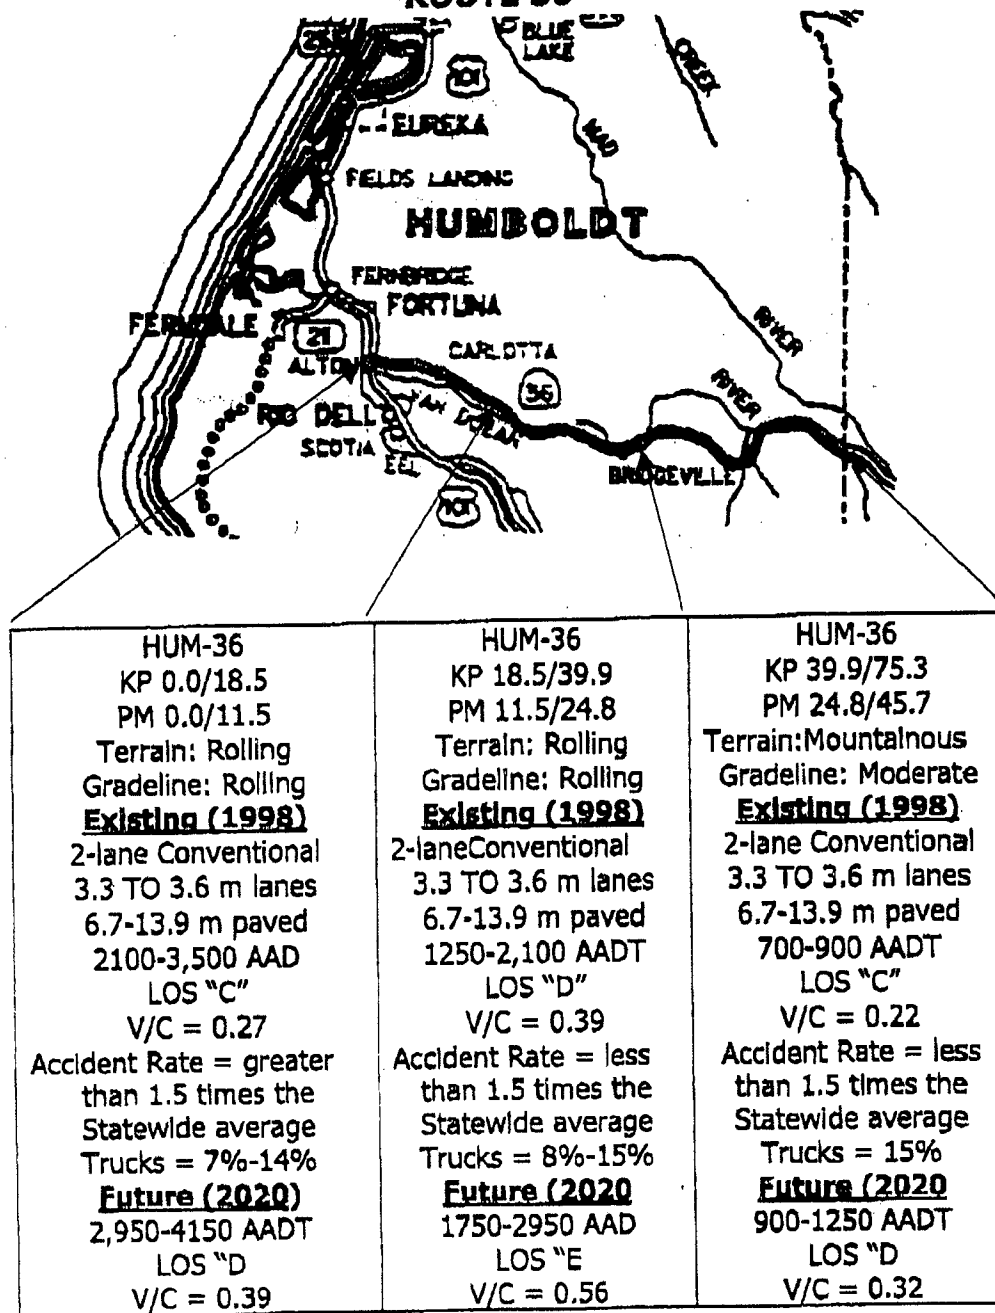 BLUE
LAKE
CREEK
101
EUREKA
MAD
FIELDS LANDING
HUMBOLDT
FERNBRIDGE
FORTUNA
FERNDALE
211
RIVER
ALTON
CARLOTTA
36
RIVER
RIO DELL
VAN DUZEN
SCOTIA
EEL
BRIDGEVILLE
101
HUM-36
KP 0.0/18.5
PM 0.0/11.5
Terrain: Rolling
Gradeline: Rolling
Existing (1998)
2-lane Conventional
3.3 TO 3.6 m lanes
6.7-13.9 m paved
2100-3,500 AAD
LOS "C"
V/C = 0.27
Accident Rate = greater
than 1.5 times the
Statewide average
Trucks = 7%-14%
Future (2020)
2,950-4150 AADT
LOS "D
V/C = 0.39
HUM-36
KP 18.5/39.9
PM 11.5/24.8
Terrain: Rolling
Gradeline: Rolling
Existing (1998)
2-laneConventional
3.3 TO 3.6 m lanes
6.7-13.9 m paved
1250-2,100 AADT
LOS "D"
V/C = 0.39
Accident Rate = less
than 1.5 times the
Statewide average
Trucks = 8%-15%
Future (2020
1750-2950 AAD
LOS "E
V/C = 0.56
HUM-36
KP 39.9/75.3
PM 24.8/45.7
Terrain:Mountainous
Gradeline: Moderate
Existing (1998)
2-lane Conventional
3.3 TO 3.6 m lanes
6.7-13.9 m paved
700-900 AADT
LOS "C"
V/C = 0.22
Accident Rate = less
than 1.5 times the
Statewide average
Trucks = 15%
Future (2020
900-1250 AADT
LOS "D
V/C = 0.32